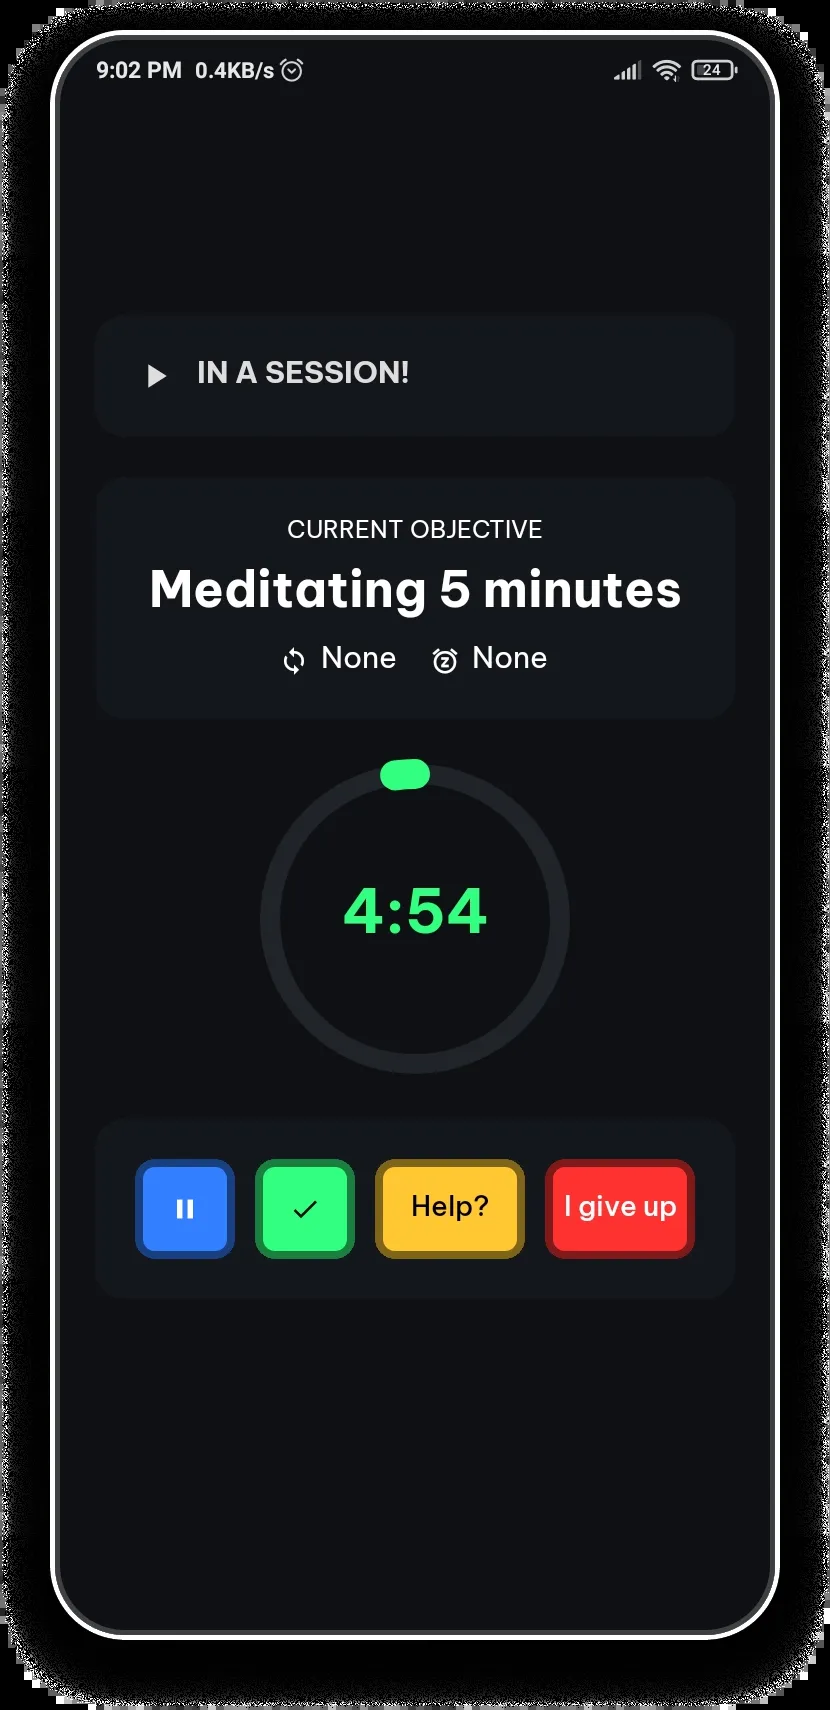 9:02 PM 0.4KB/s 24
IN A SESSION!
CURRENT OBJECTIVE
Meditating 5 minutes
None None
4:54
Help? I give up